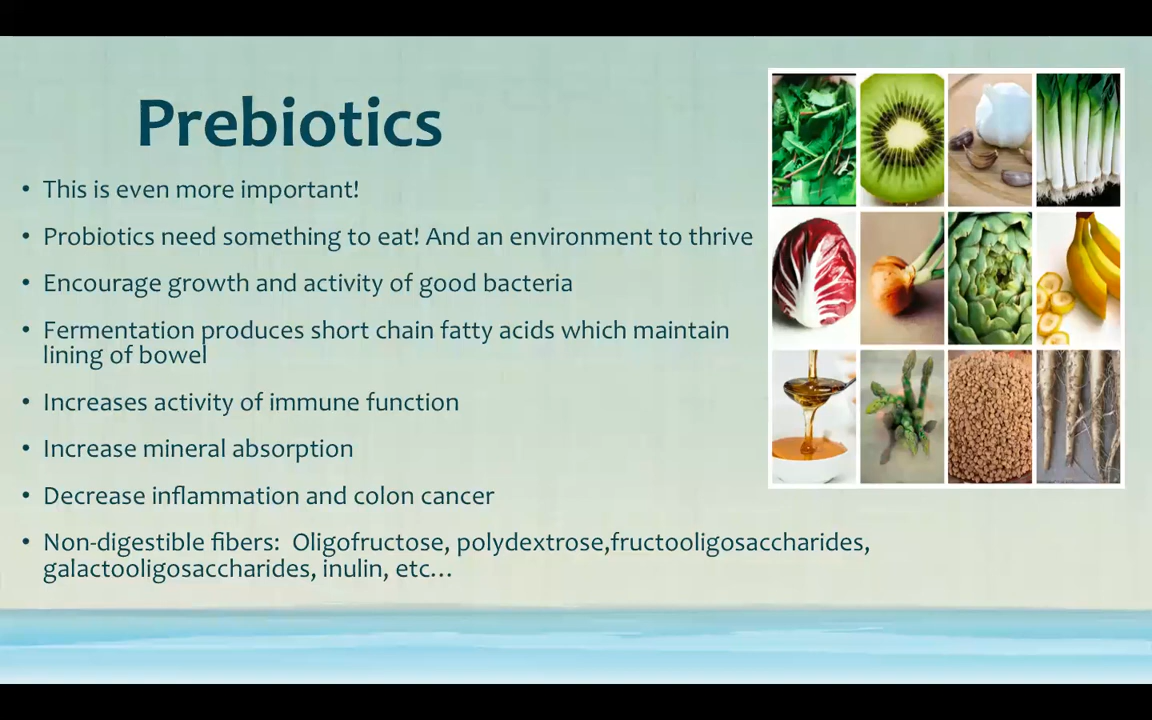 Prebiotics
• This is even more important!
• Probiotics need something to eat! And an environment to thrive
• Encourage growth and activity of good bacteria
• Fermentation produces short chain fatty acids which maintain
lining of bowel
• Increases activity of immune function
• Increase mineral absorption
• Decrease inflammation and colon cancer
• Non-digestible fibers:  Oligofructose, polydextrose,fructooligosaccharides,
galactooligosaccharides, inulin, etc…